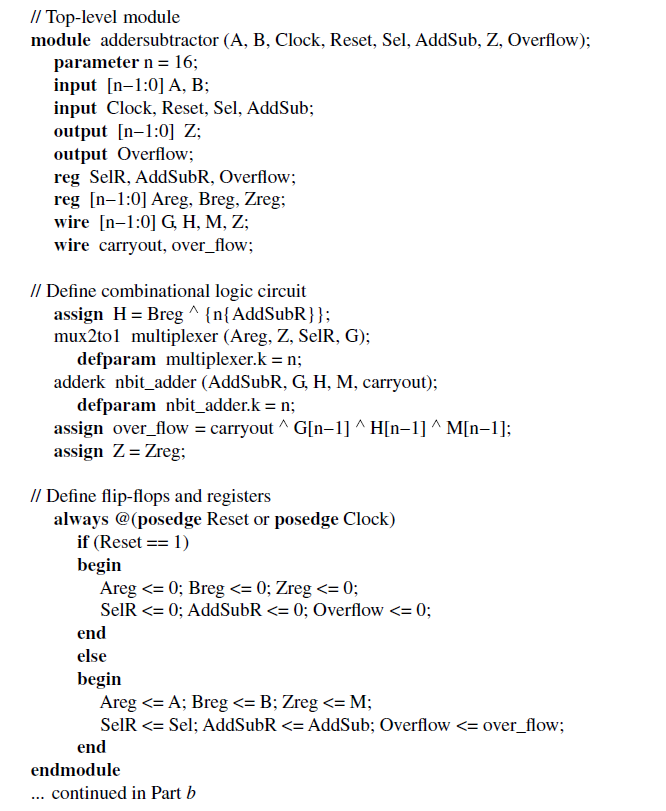 // Top-level module
module addersubtractor (A, B, Clock, Reset, Sel, AddSub, Z, Overflow);
parameter n = 16;
input [n−1:0] A, B;
input Clock, Reset, Sel, AddSub;
output [n−1:0] Z;
output Overflow;
reg SelR, AddSubR, Overflow;
reg [n−1:0] Areg, Breg, Zreg;
wire [n−1:0] G, H, M, Z;
wire carryout, over_flow;
// Define combinational logic circuit
assign H = Breg ^ {n{AddSubR}};
mux2to1 multiplexer (Areg, Z, SelR, G);
defparam multiplexer.k = n;
adderk nbit_adder (AddSubR, G, H, M, carryout);
defparam nbit_adder.k = n;
assign over_flow = carryout ^ G[n−1] ^ H[n−1] ^ M[n−1];
assign Z = Zreg;
// Define flip-flops and registers
always @(posedge Reset or posedge Clock)
if (Reset == 1)
begin
Areg <= 0; Breg <= 0; Zreg <= 0;
SelR <= 0; AddSubR <= 0; Overflow <= 0;
end
else
begin
Areg <= A; Breg <= B; Zreg <= M;
SelR <= Sel; AddSubR <= AddSub; Overflow <= over_flow;
end
endmodule
... continued in Part b